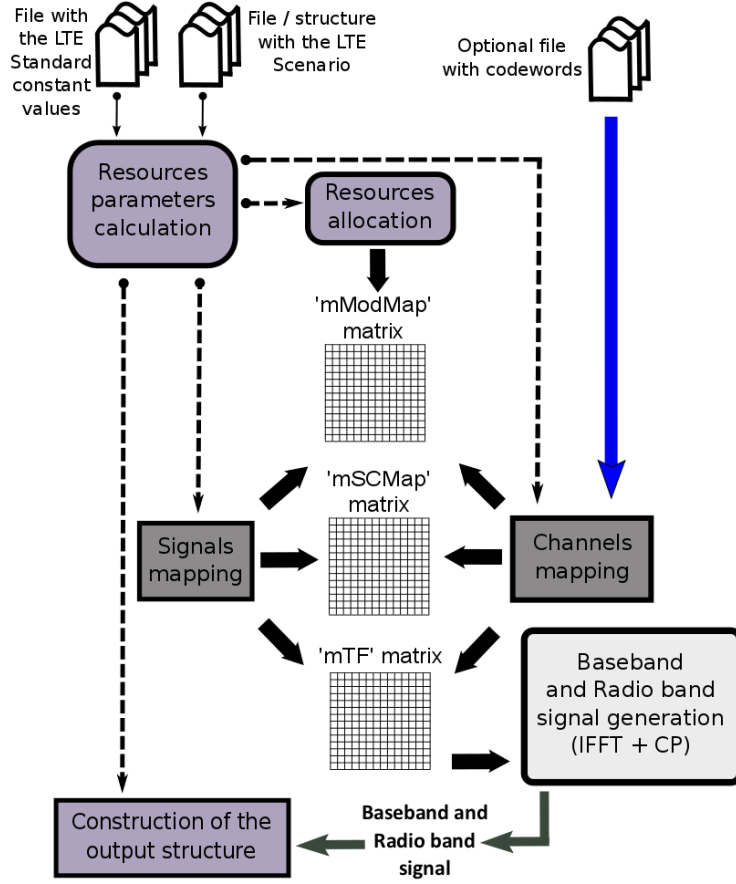 File with
the LTE
Standard
constant
values
File / structure
with the LTE
Scenario
Optional file
with codewords
Resources
parameters
calculation
Resources
allocation
'mModMap'
matrix
'mSCMap'
matrix
Signals
mapping
Channels
mapping
'mTF' matrix
Baseband
and Radio band
signal generation
(IFFT + CP)
Construction of the
output structure
Baseband and
Radio band
signal